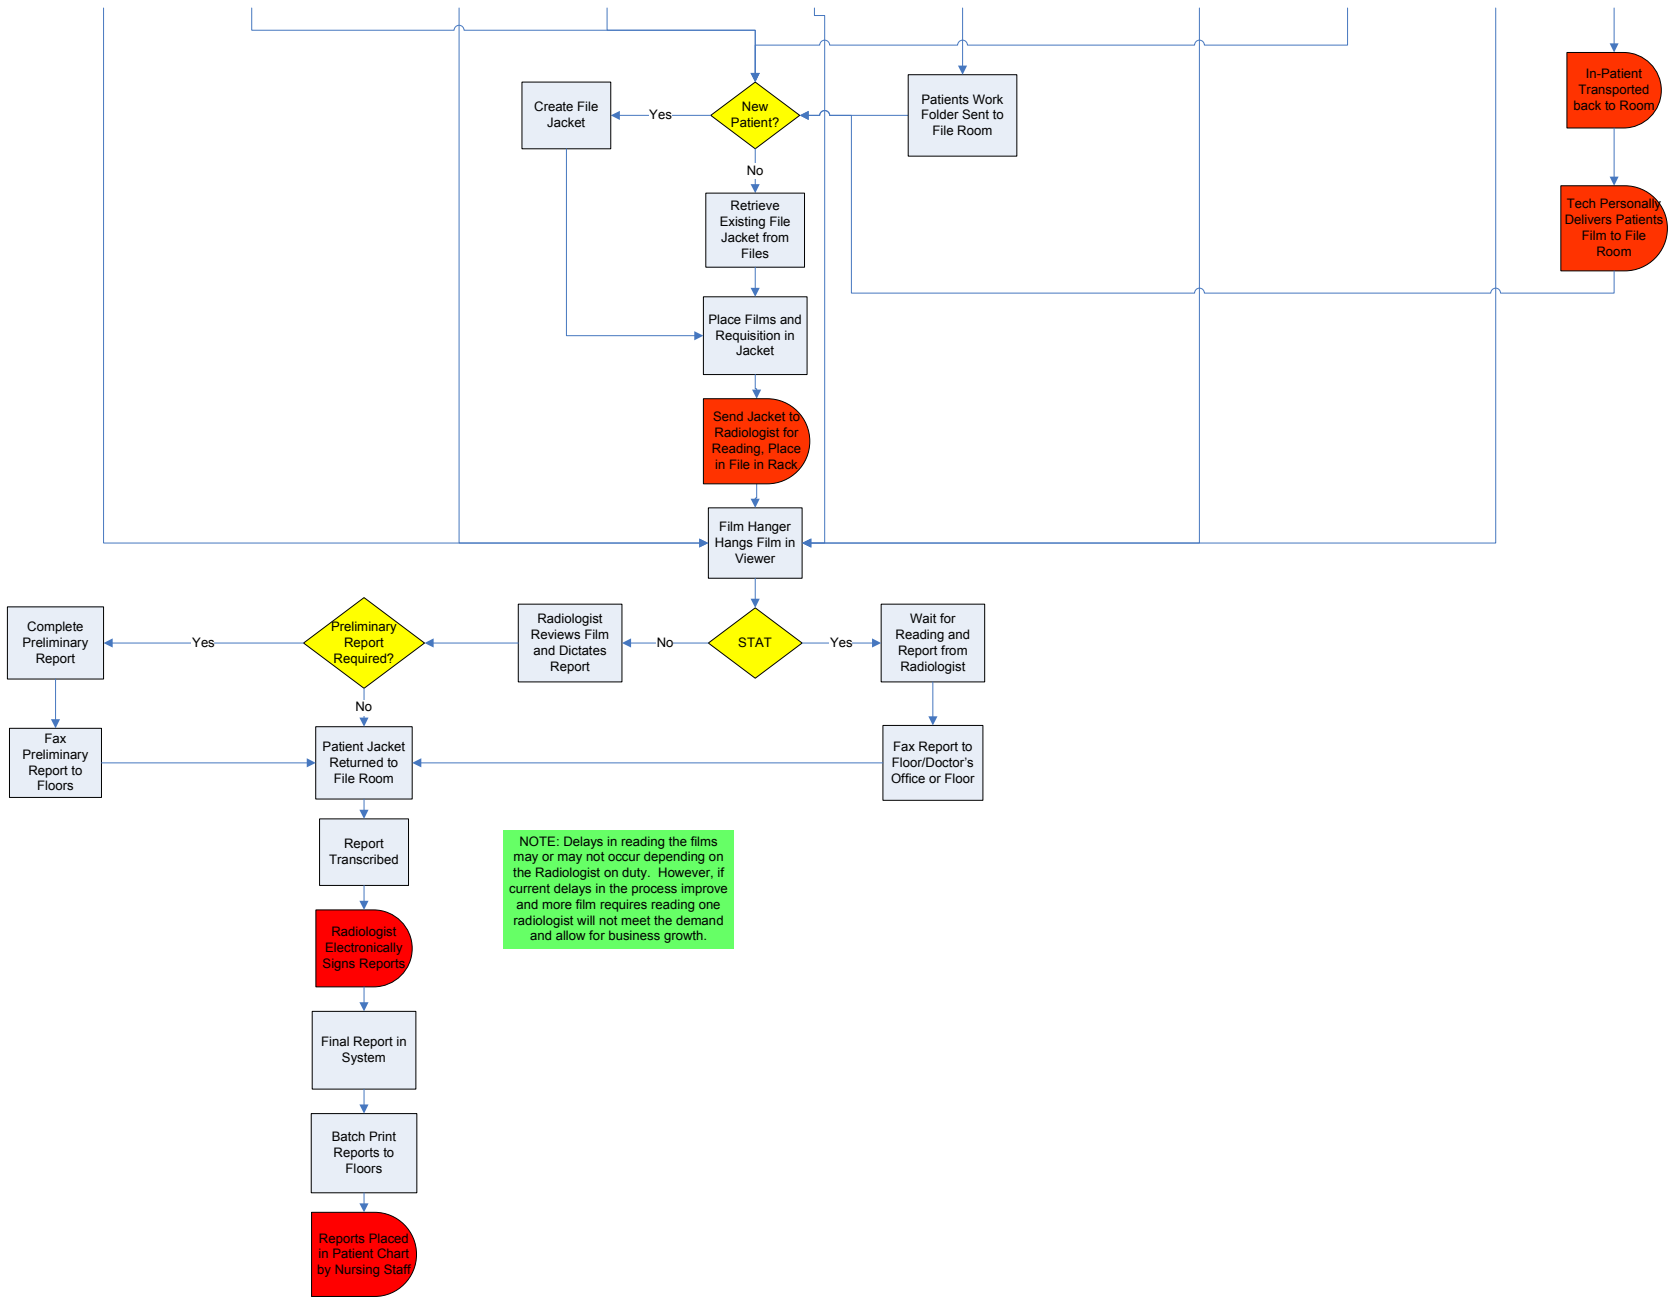 In-Patient
Transported
back to Room
Create File
Jacket
Yes
New
Patient?
Patients Work
Folder Sent to
File Room
No
Tech Personally
Delivers Patients
Film to File
Room
Retrieve
Existing File
Jacket from
Files
Place Films and
Requisition in
Jacket
Send Jacket to
Radiologist for
Reading, Place
in File in Rack
Film Hanger
Hangs Film in
Viewer
Complete
Preliminary
Report
Yes
Preliminary
Report
Required?
Radiologist
Reviews Film
and Dictates
Report
No
STAT
Yes
Wait for
Reading and
Report from
Radiologist
No
Fax
Preliminary
Report to
Floors
Patient Jacket
Returned to
File Room
Fax Report to
Floor/Doctor's
Office or Floor
Report
Transcribed
NOTE: Delays in reading the films
may or may not occur depending on
the Radiologist on duty.  However, if
current delays in the process improve
and more film requires reading one
radiologist will not meet the demand
and allow for business growth.
Radiologist
Electronically
Signs Reports
Final Report in
System
Batch Print
Reports to
Floors
Reports Placed
in Patient Chart
by Nursing Staff